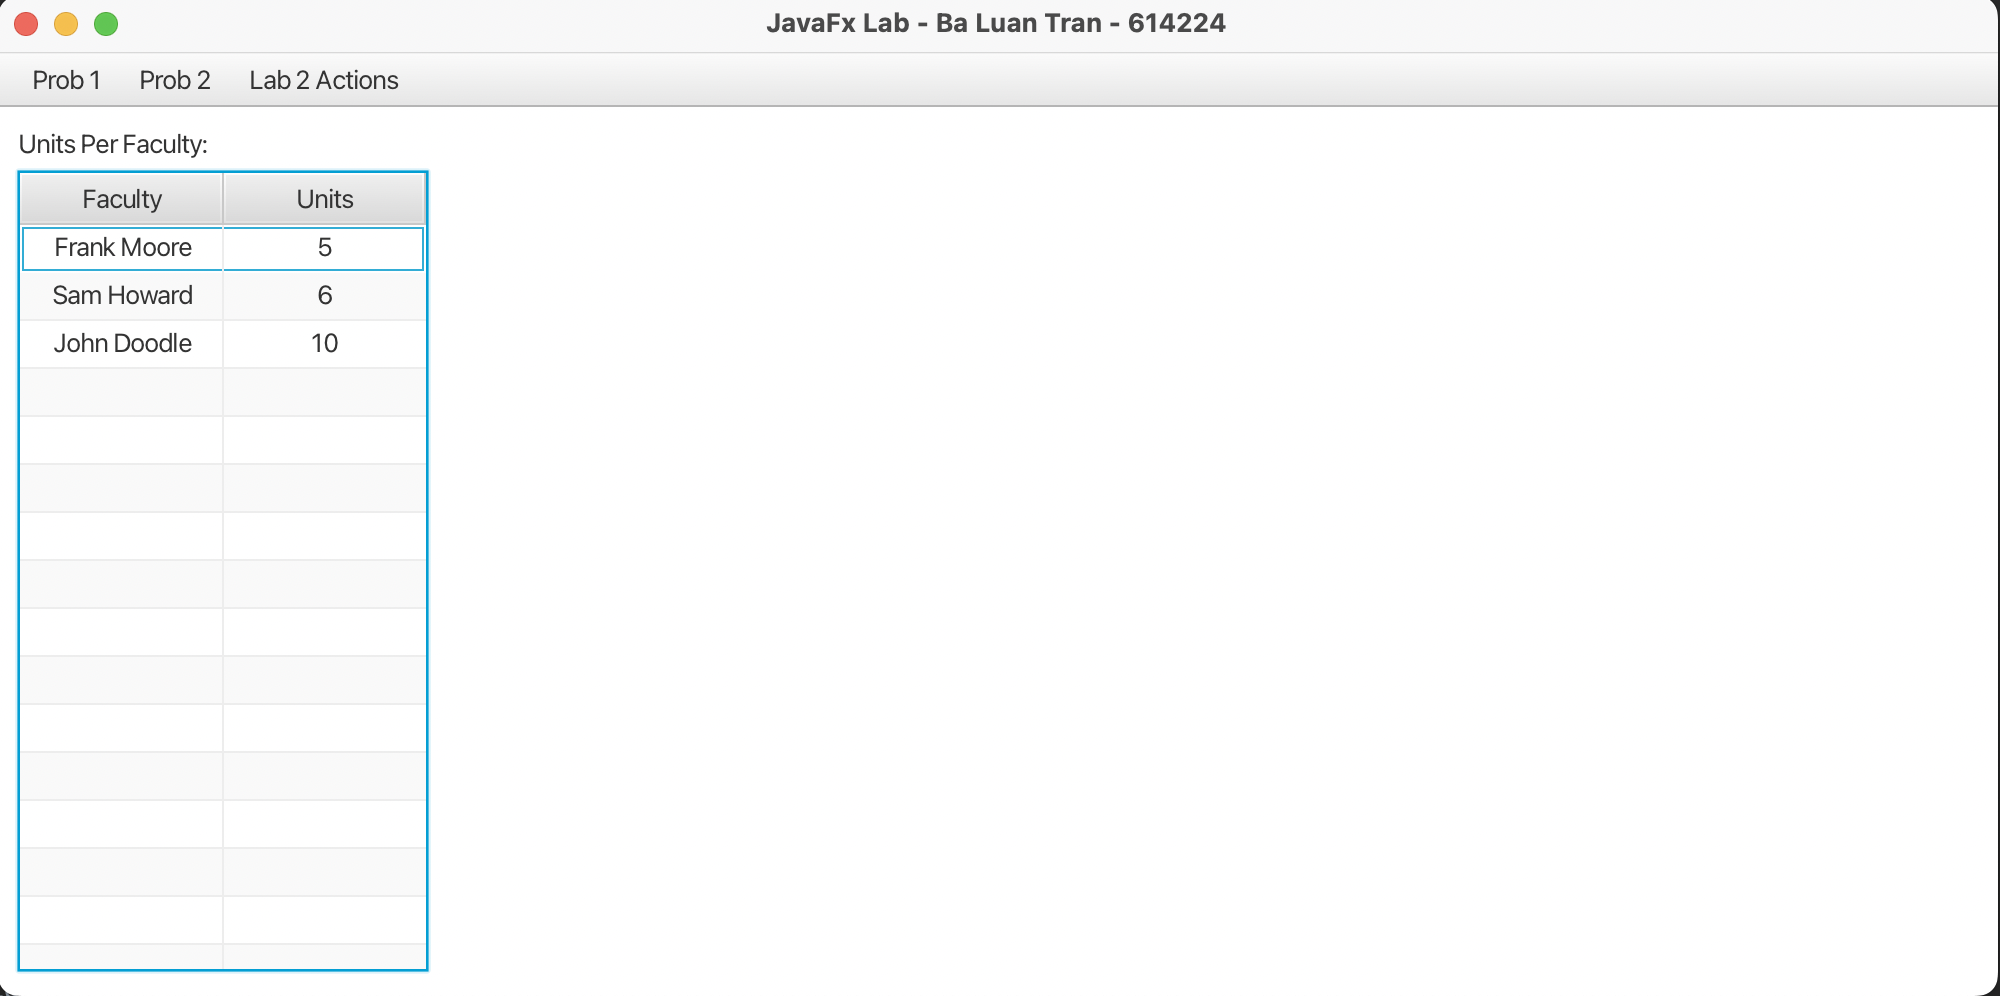 JavaFx Lab - Ba Luan Tran - 614224
Prob 1 Prob 2 Lab 2 Actions
Units Per Faculty:
Faculty Units
Frank Moore 5
Sam Howard 6
John Doodle 10